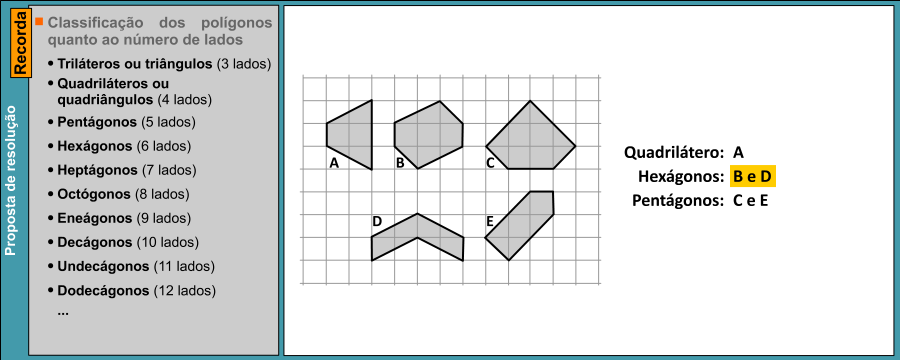 Recorda
Proposta de resolução
Classificação dos polígonos
quanto ao número de lados
• Triláteros ou triângulos (3 lados)
• Quadriláteros ou
quadriângulos (4 lados)
• Pentágonos (5 lados)
• Hexágonos (6 lados)
• Heptágonos (7 lados)
• Octógonos (8 lados)
• Eneágonos (9 lados)
• Decágonos (10 lados)
• Undecágonos (11 lados)
• Dodecágonos (12 lados)
...
A
B
C
D
E
Quadrilátero: A
Hexágonos: B e D
Pentágonos: C e E